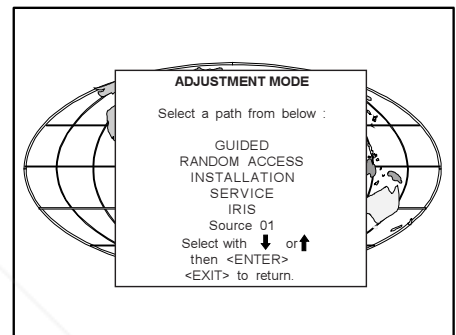 ADJUSTMENT MODE
Select a path from below :
GUIDED
RANDOM ACCESS
INSTALLATION
SERVICE
IRIS
Source 01
Select with ⬇ or ⬆
then <ENTER>
<EXIT> to return.